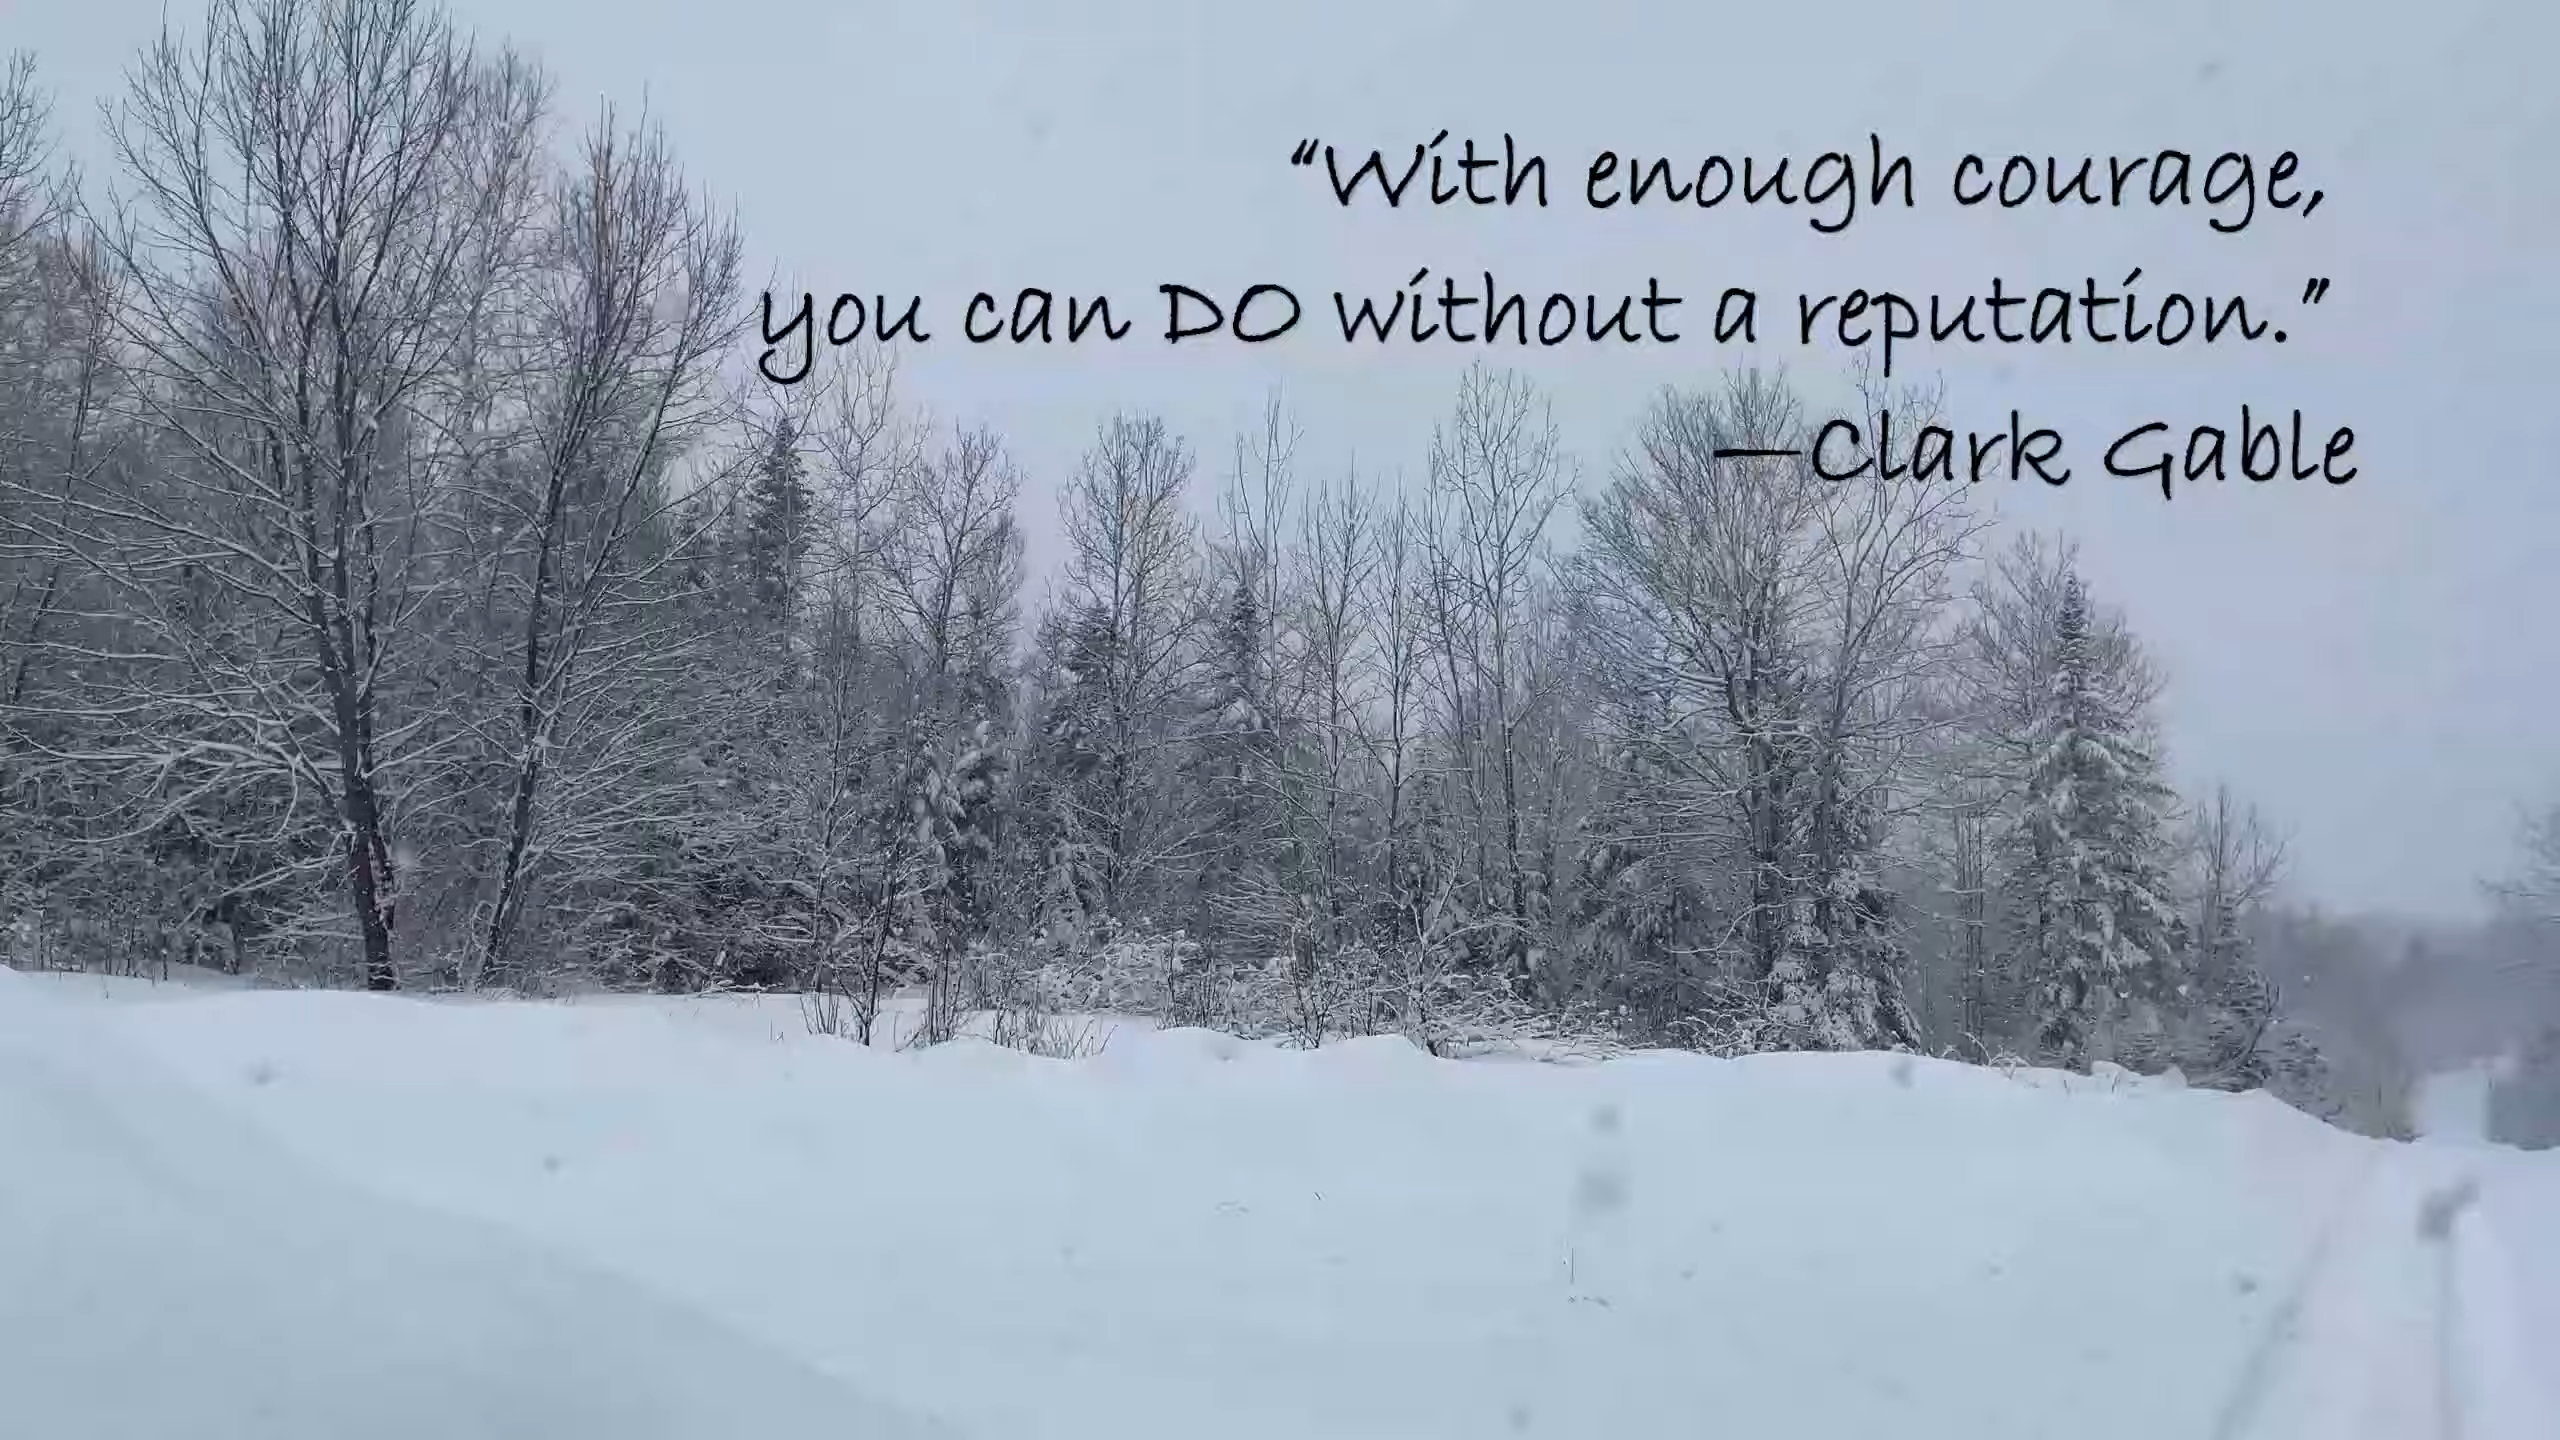 “With enough courage,
you can DO without a reputation.”
—Clark Gable